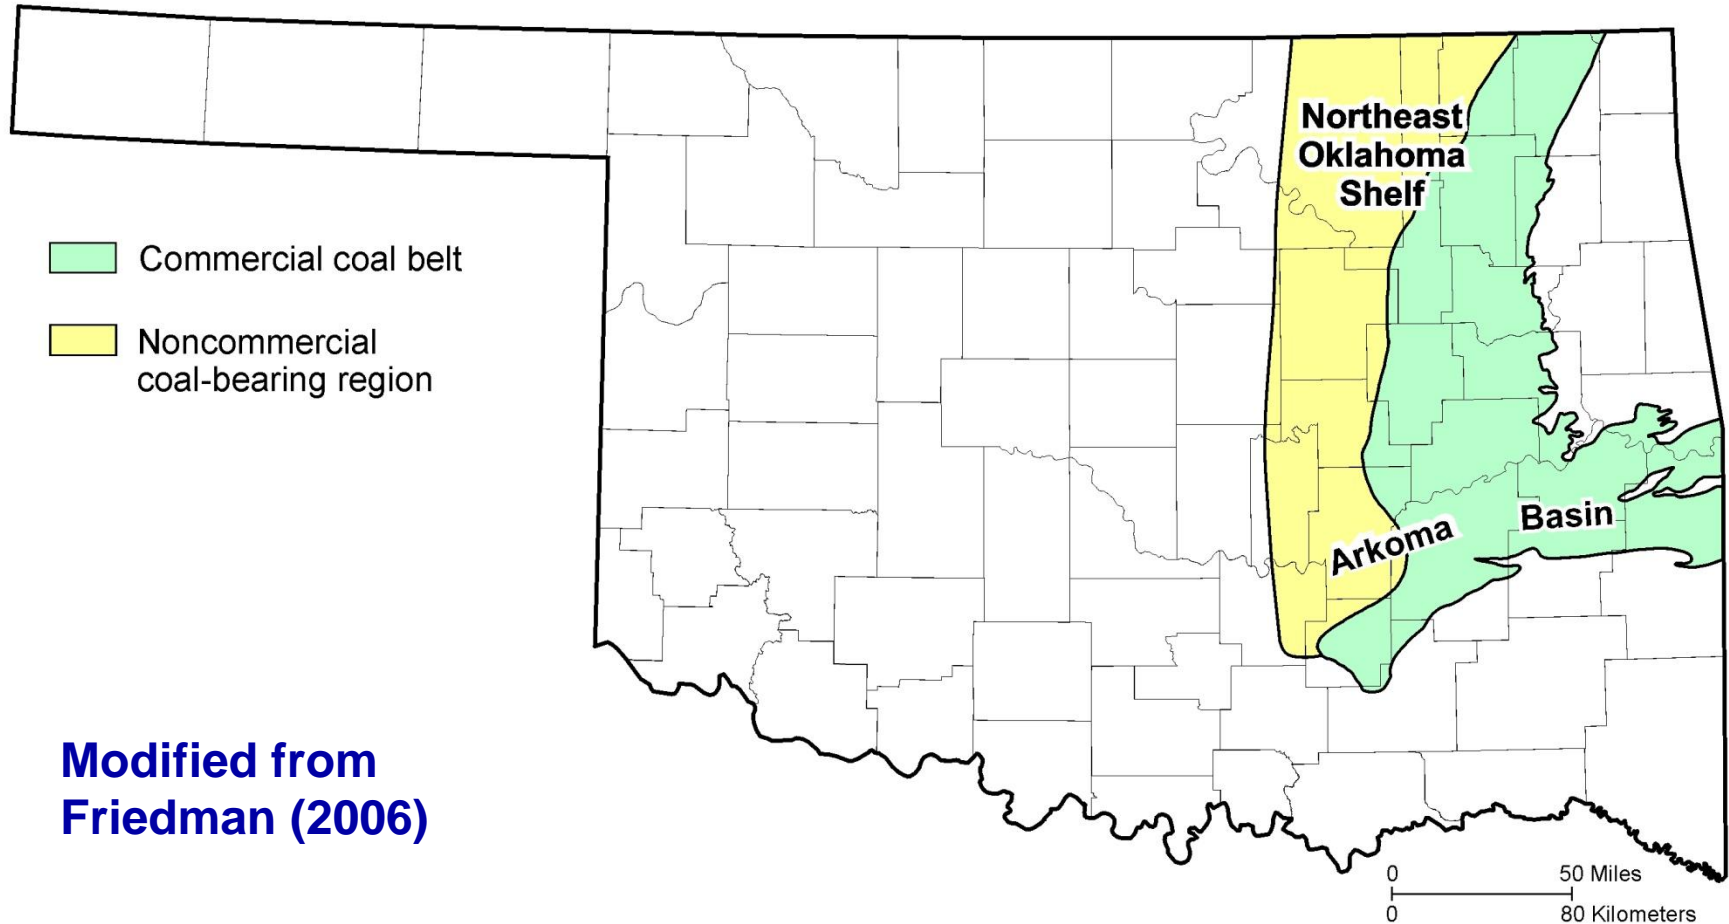 Northeast
Oklahoma
Shelf
Commercial coal belt
Noncommercial
coal-bearing region
Arkoma Basin
Modified from
Friedman (2006)
0 50 Miles
0 80 Kilometers